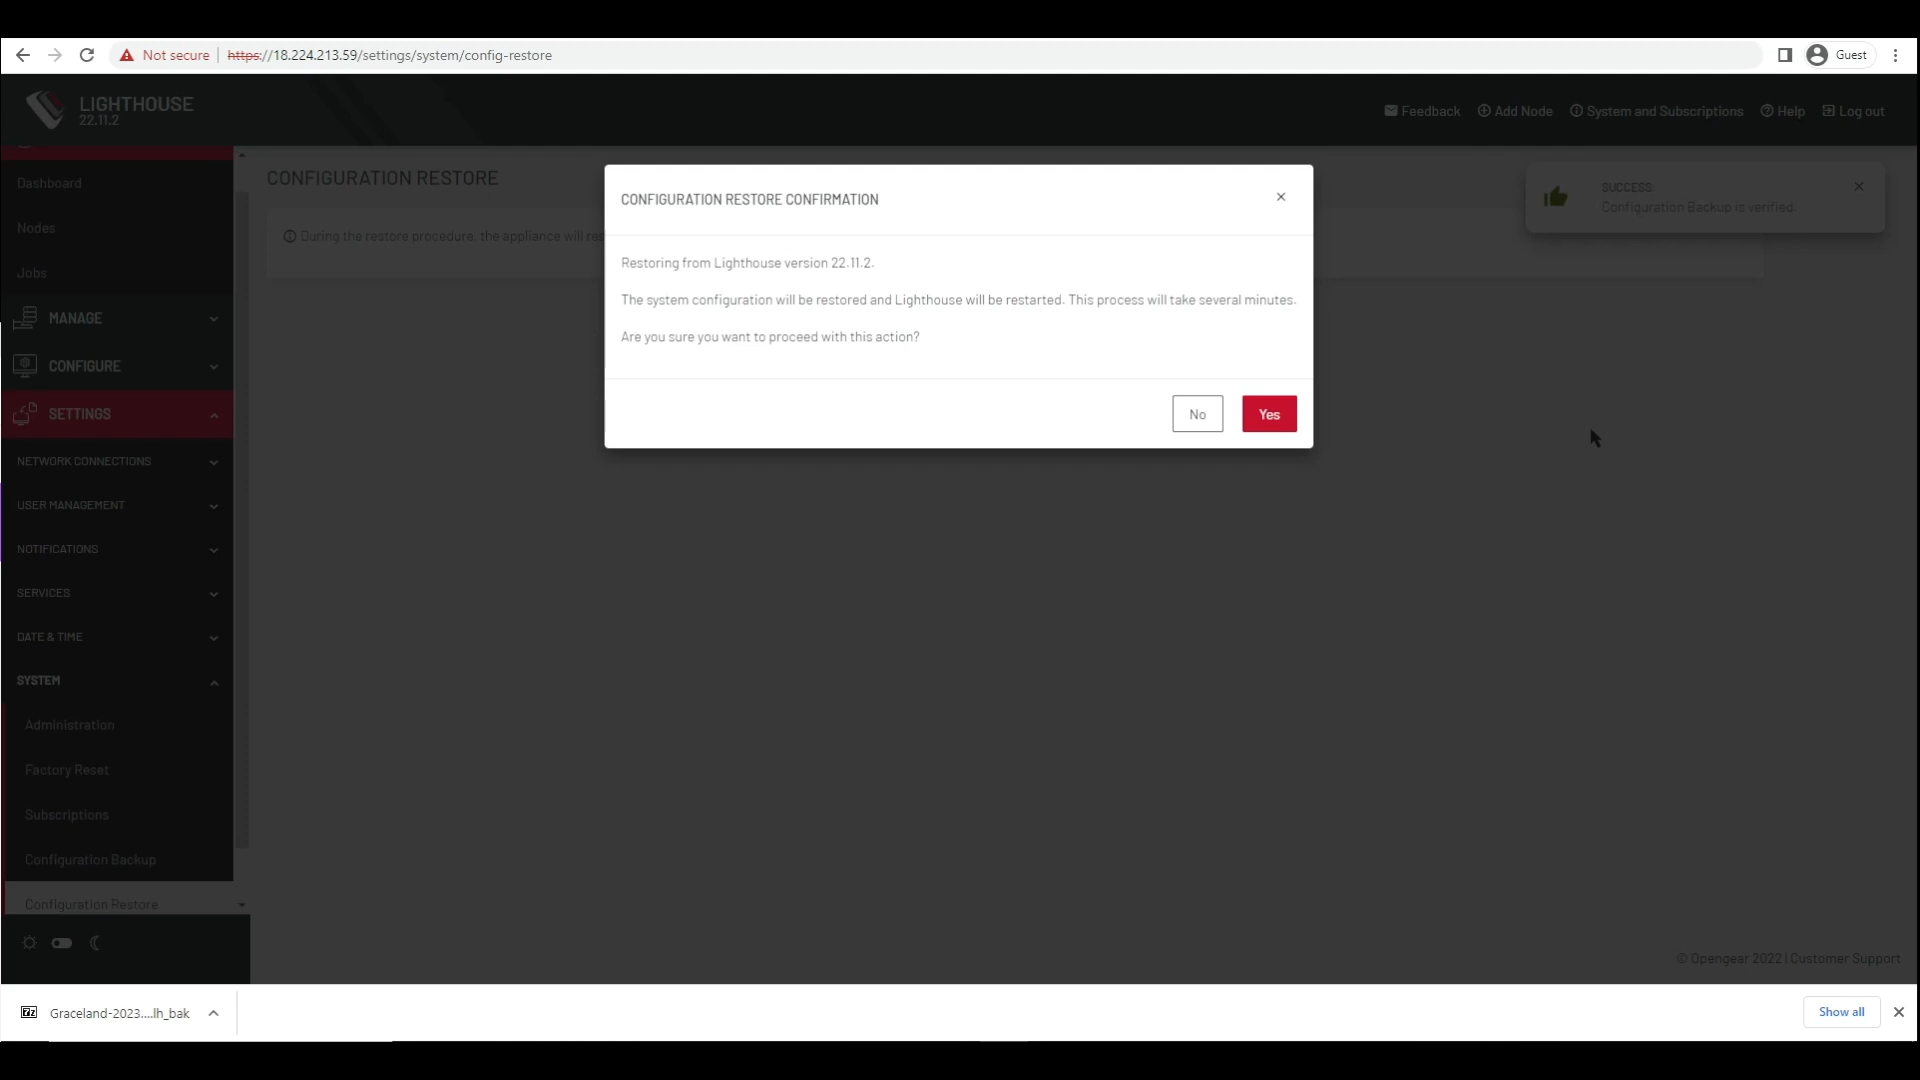 Not secure | https://18.224.213.59/settings/system/config-restore
Guest
LIGHTHOUSE
22.11.2
Feedback
Add Node
System and Subscriptions
Help
Log out
Dashboard
Nodes
Jobs
MANAGE
CONFIGURE
SETTINGS
NETWORK CONNECTIONS
USER MANAGEMENT
NOTIFICATIONS
SERVICES
DATE & TIME
SYSTEM
Administration
Factory Reset
Subscriptions
Configuration Backup
Configuration Restore
CONFIGURATION RESTORE
During the restore procedure, the appliance will res
CONFIGURATION RESTORE CONFIRMATION
Restoring from Lighthouse version 22.11.2.
The system configuration will be restored and Lighthouse will be restarted. This process will take several minutes.
Are you sure you want to proceed with this action?
No
Yes
SUCCESS:
Configuration Backup is verified.
© Opengear 2022 | Customer Support
Graceland-2023....lh_bak
Show all